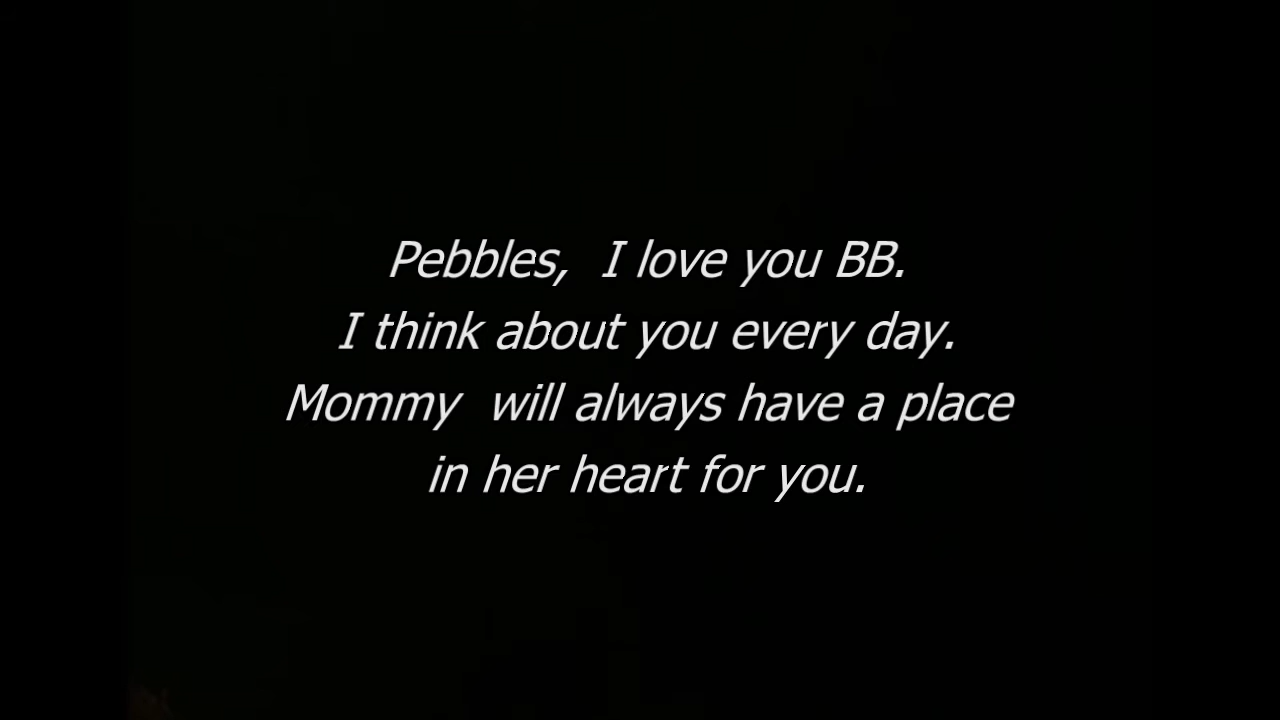 Pebbles,  I love you BB.
I think about you every day.
Mommy  will always have a place
in her heart for you.